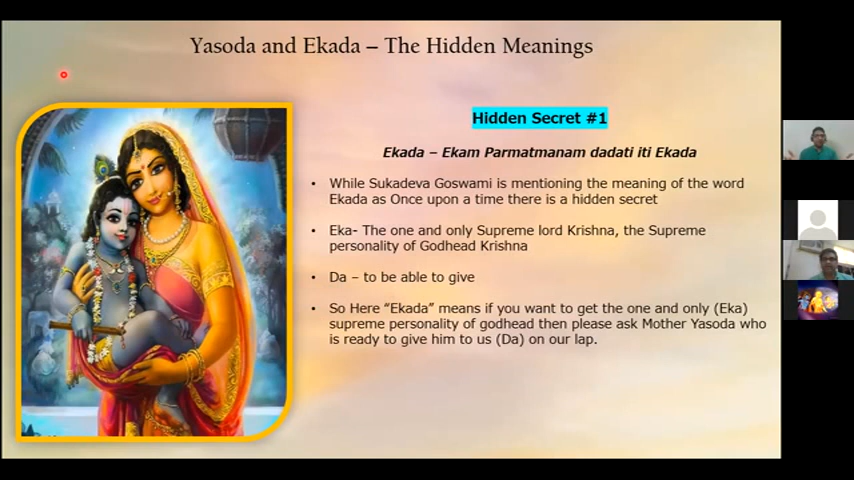 Yasoda and Ekada – The Hidden Meanings
Hidden Secret #1
Ekada – Ekam Parmatmanam dadati iti Ekada
• While Sukadeva Goswami is mentioning the meaning of the word
Ekada as Once upon a time there is a hidden secret
• Eka- The one and only Supreme lord Krishna, the Supreme
personality of Godhead Krishna
• Da – to be able to give
• So Here “Ekada” means if you want to get the one and only (Eka)
supreme personality of godhead then please ask Mother Yasoda who
is ready to give him to us (Da) on our lap.